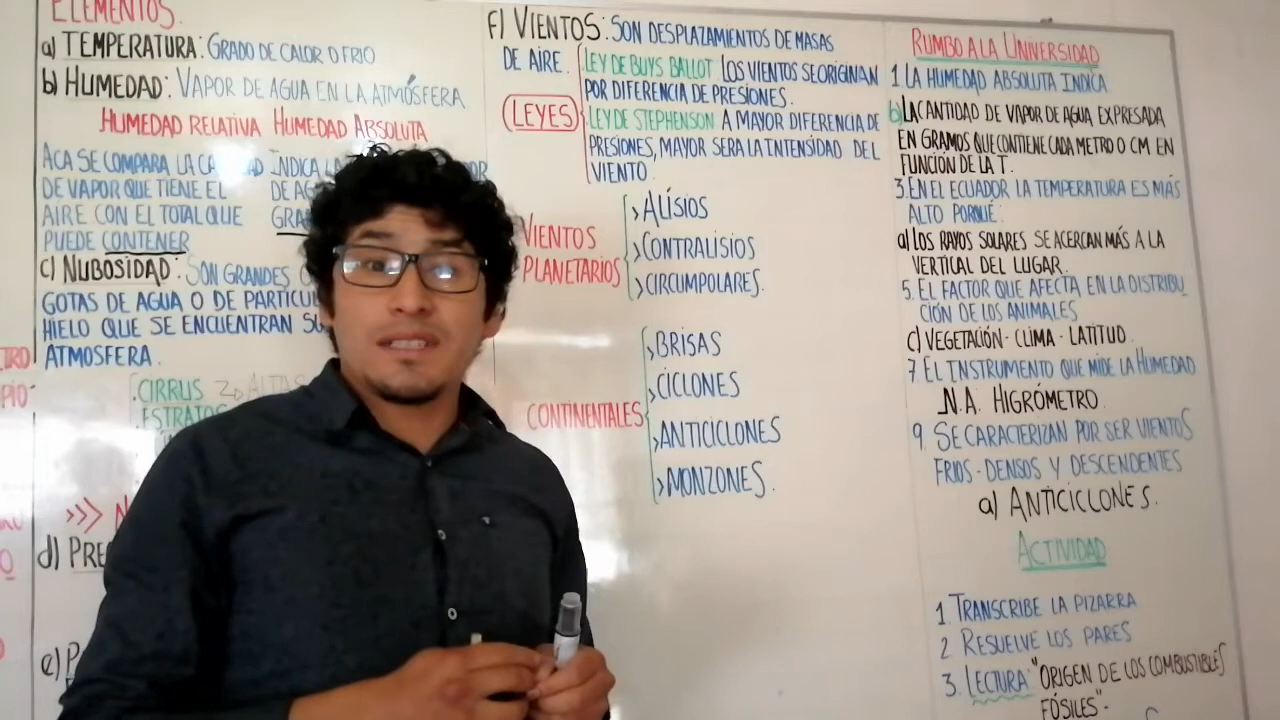 ELEMENTOS.
a) TEMPERATURA: GRADO DE CALOR O FRIO
b) HUMEDAD: VAPOR DE AGUA EN LA ATMÓSFERA
HUMEDAD RELATIVA HUMEDAD ABSOLUTA
ACA SE COMPARA LA
DE VAPOR QUE TIENE EL
AIRE CON EL TOTAL QUE
PUEDE CONTENER
INDICA LA
c) NUBOSIDAD: SON GRANDES
GOTAS DE AGUA O DE
HIELO QUE SE ENCUENTRAN
ATMOSFERA.
.CIRRUS ALTAS
.ESTRATOS
>>>
d)
e)
F) VIENTOS: SON DESPLAZAMIENTOS DE MASAS
DE AIRE.
(LEYES)
LEY DE BUYS BALLOT LOS VIENTOS SE ORIGINAN
POR DIFERENCIA DE PRESIONES.
LEY DE STEPHENSON A MAYOR DIFERENCIA DE
PRESIONES, MAYOR SERA LA INTENSIDAD DEL
VIENTO.
VIENTOS
PLANETARIOS
>ALÍSIOS
>CONTRALISIOS
>CIRCUMPOLARES.
CONTINENTALES
>BRISAS
>CICLONES
>ANTICICLONES
>MONZONES.
RUMBO A LA UNIVERSIDAD
1. LA HUMEDAD ABSOLUTA INDICA
b) LA CANTIDAD DE VAPOR DE AGUA EXPRESADA
EN GRAMOS QUE CONTIENE CADA METRO O CM EN
FUNCIÓN DE LA T.
3. EN EL ECUADOR LA TEMPERATURA ES MÁS
ALTO PORQUÉ:
a) LOS RAYOS SOLARES SE ACERCAN MÁS A LA
VERTICAL DEL LUGAR.
5. EL FACTOR QUE AFECTA EN LA DISTRIBU_
CIÓN DE LOS ANIMALES
c) VEGETACIÓN - CLIMA - LATITUD.
7 EL INSTRUMENTO QUE MIDE LA HUMEDAD
N.A. HIGRÓMETRO.
9. SE CARACTERIZAN POR SER VIENTOS
FRIOS - DENSOS Y DESCENDENTES
a) ANTICICLONES.
ACTIVIDAD
1. TRANSCRIBE LA PIZARRA
2 RESUELVE LOS PARES
3. LECTURA: "ORIGEN DE LOS COMBUSTIBLES
FÓSILES".